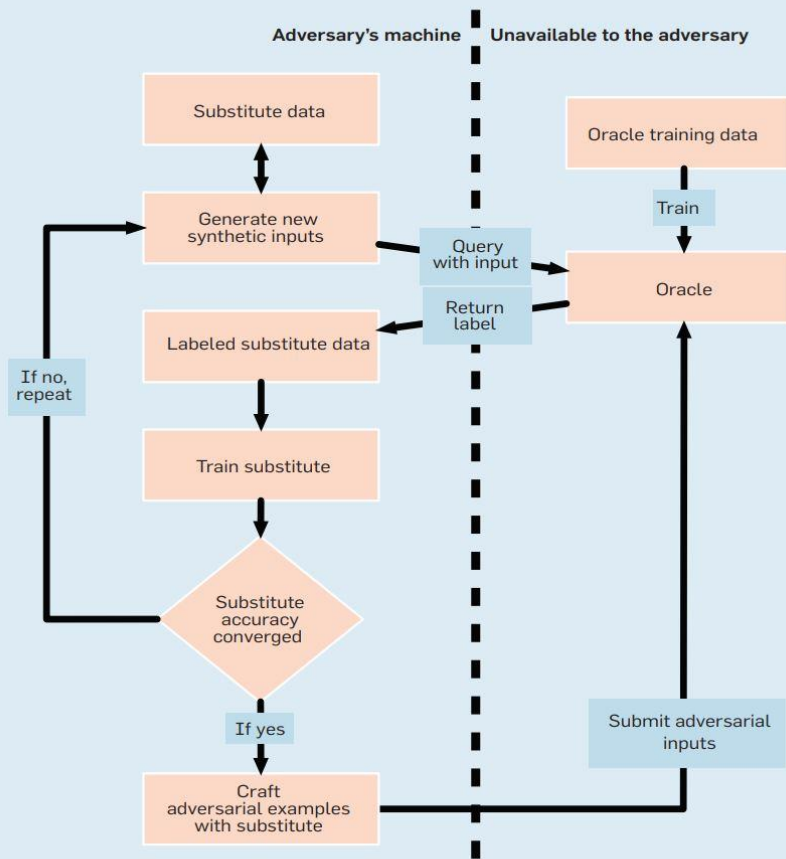 Adversary's machine
Unavailable to the adversary
Substitute data
Oracle training data
Train
Generate new
synthetic inputs
Query
with input
Oracle
Return
label
Labeled substitute data
If no,
repeat
Train substitute
Substitute
accuracy
converged
If yes
Submit adversarial
inputs
Craft
adversarial examples
with substitute